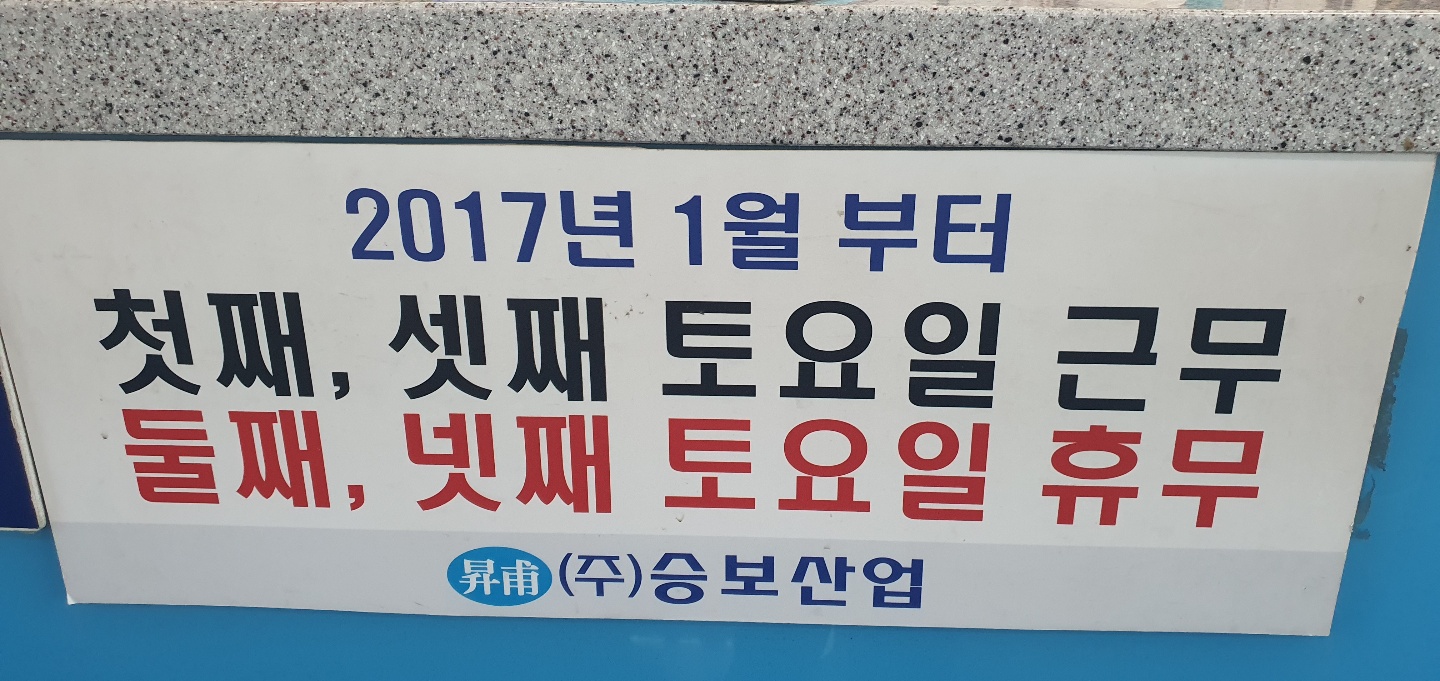 2017년 1월 부터
첫째, 셋째 토요일 근무
둘째, 넷째 토요일 휴무
昇甫 (주)승보산업